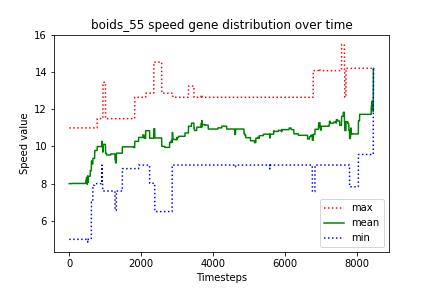 boids_55 speed gene distribution over time
Speed value
16
14
12
10
8
6
0
2000
4000
6000
8000
Timesteps
max
mean
min